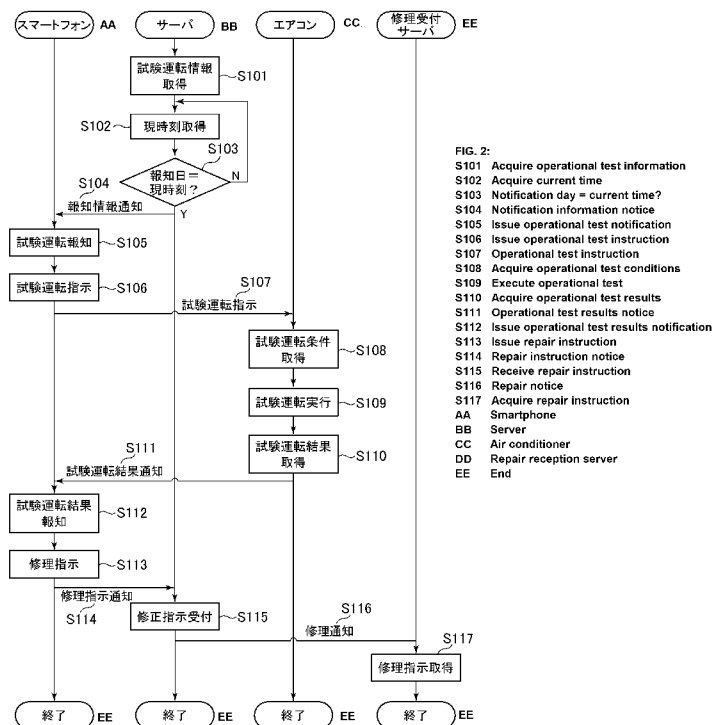 スマートフォン AA
サーバ BB
エアコン CC.
修理受付
サーバ EE
試験運転情報
取得
S101
S102
現時刻取得
S103
報知日=
現時刻?
N
Y
S104
報知情報通知
試験運転報知
S105
試験運転指示
S106
S107
試験運転指示
試験運転条件
取得
S108
試験運転実行
S109
試験運転結果
取得
S110
S111
試験運転結果通知
試験運転結果
報知
S112
修理指示
S113
修理指示通知
S114
修正指示受付
S115
S116
修理通知
S117
修理指示取得
終了 EE
終了 EE
終了 EE
終了 EE
FIG. 2:
S101 Acquire operational test information
S102 Acquire current time
S103 Notification day = current time?
S104 Notification information notice
S105 Issue operational test notification
S106 Issue operational test instruction
S107 Operational test instruction
S108 Acquire operational test conditions
S109 Execute operational test
S110 Acquire operational test results
S111 Operational test results notice
S112 Issue operational test results notification
S113 Issue repair instruction
S114 Repair instruction notice
S115 Receive repair instruction
S116 Repair notice
S117 Acquire repair instruction
AA Smartphone
BB Server
CC Air conditioner
DD Repair reception server
EE End